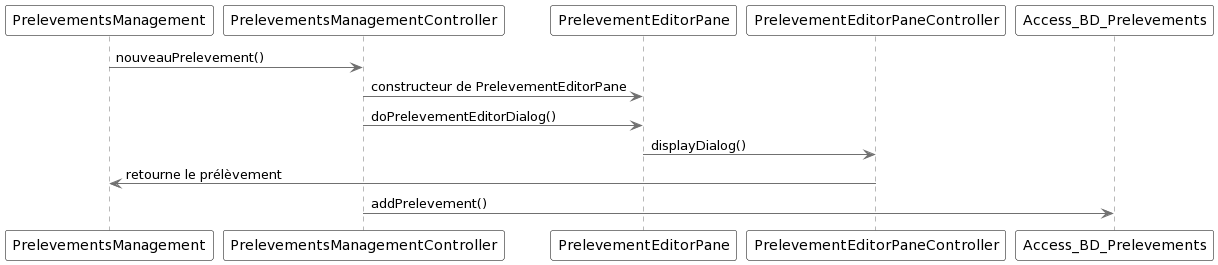 PrelevementsManagement
PrelevementsManagementController
PrelevementEditorPane
PrelevementEditorPaneController
Access_BD_Prelevements
nouveauPrelevement()
constructeur de PrelevementEditorPane
doPrelevementEditorDialog()
displayDialog()
retourne le prélèvement
addPrelevement()
PrelevementsManagement
PrelevementsManagementController
PrelevementEditorPane
PrelevementEditorPaneController
Access_BD_Prelevements